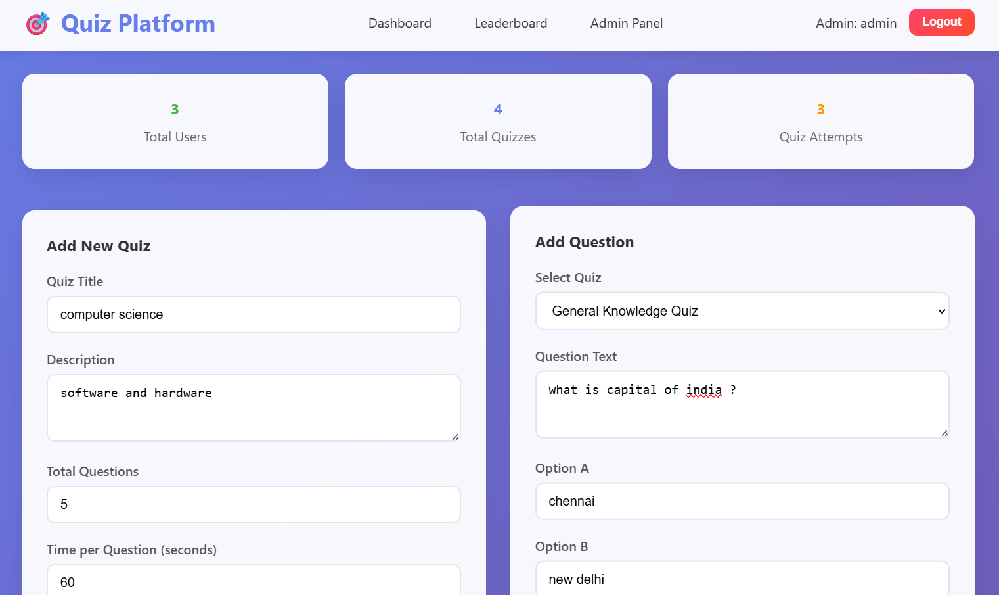 Quiz Platform
Dashboard
Leaderboard
Admin Panel
Admin: admin
Logout
3
Total Users
4
Total Quizzes
3
Quiz Attempts
Add New Quiz
Quiz Title
computer science
Description
software and hardware
Total Questions
5
Time per Question (seconds)
60
Add Question
Select Quiz
General Knowledge Quiz
Question Text
what is capital of india ?
Option A
chennai
Option B
new delhi